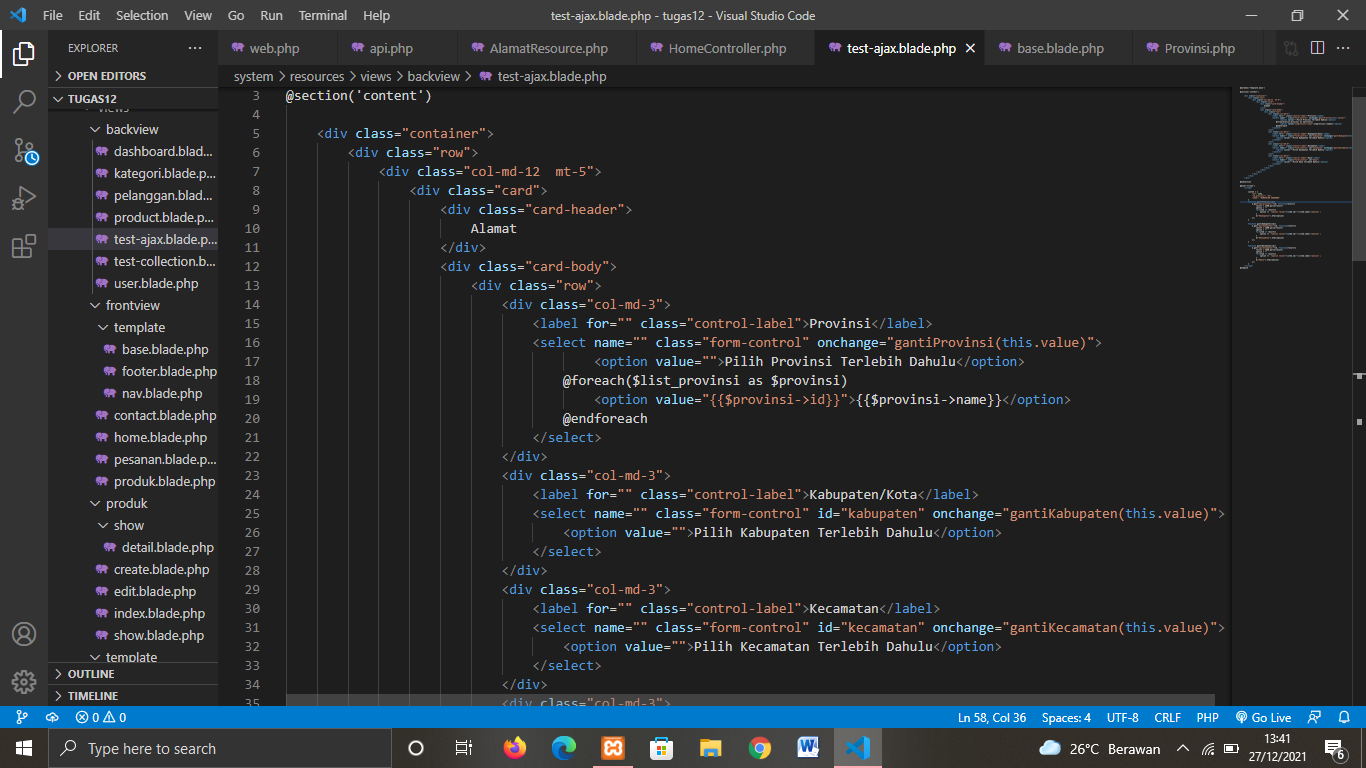 File Edit Selection View Go Run Terminal Help
test-ajax.blade.php - tugas12 - Visual Studio Code
EXPLORER
web.php
api.php
AlamatResource.php
HomeController.php
test-ajax.blade.php
base.blade.php
Provinsi.php
OPEN EDITORS
TUGAS12
views
backview
dashboard.blad...
kategori.blade.p...
pelanggan.blad...
product.blade.p...
test-ajax.blade.p...
test-collection.b...
user.blade.php
frontview
template
base.blade.php
footer.blade.php
nav.blade.php
contact.blade.php
home.blade.php
pesanan.blade.p...
produk.blade.php
produk
show
detail.blade.php
create.blade.php
edit.blade.php
index.blade.php
show.blade.php
template
OUTLINE
TIMELINE
system > resources > views > backview > test-ajax.blade.php
3 @section('content')
4
5 <div class="container">
6 <div class="row">
7 <div class="col-md-12  mt-5">
8 <div class="card">
9 <div class="card-header">
10 Alamat
11 </div>
12 <div class="card-body">
13 <div class="row">
14 <div class="col-md-3">
15 <label for="" class="control-label">Provinsi</label>
16 <select name="" class="form-control" onchange="gantiProvinsi(this.value)">
17 <option value="">Pilih Provinsi Terlebih Dahulu</option>
18 @foreach($list_provinsi as $provinsi)
19 <option value="{{$provinsi->id}}">{{$provinsi->name}}</option>
20 @endforeach
21 </select>
22 </div>
23 <div class="col-md-3">
24 <label for="" class="control-label">Kabupaten/Kota</label>
25 <select name="" class="form-control" id="kabupaten" onchange="gantiKabupaten(this.value)">
26 <option value="">Pilih Kabupaten Terlebih Dahulu</option>
27 </select>
28 </div>
29 <div class="col-md-3">
30 <label for="" class="control-label">Kecamatan</label>
31 <select name="" class="form-control" id="kecamatan" onchange="gantiKecamatan(this.value)">
32 <option value="">Pilih Kecamatan Terlebih Dahulu</option>
33 </select>
34 </div>
35 <div class="col-md-3">
0 0
Ln 58, Col 36 Spaces: 4 UTF-8 CRLF PHP Go Live
Type here to search
26°C Berawan
13:41
27/12/2021
6